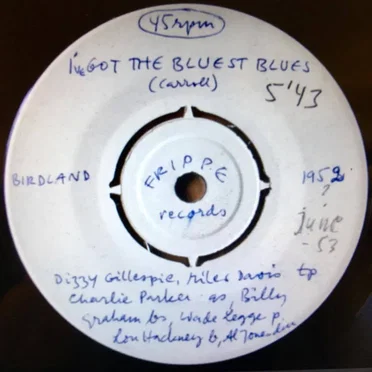 45rpm
I'VE GOT THE BLUEST BLUES
(Carroll)
5'43
BIRDLAND
FRIPPE
records
1952
?
june
-53
Dizzy Gillespie, Miles Davis tp
Charlie Parker as, Billy
Graham bs, Wade Legge p.
Lou Hackney b, Al Jones dm